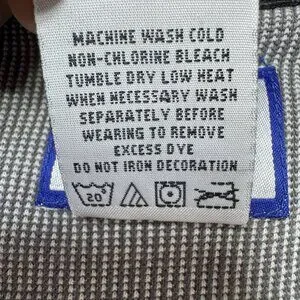 MACHINE WASH COLD
NON-CHLORINE BLEACH
TUMBLE DRY LOW HEAT
WHEN NECESSARY WASH
SEPARATELY BEFORE
WEARING TO REMOVE
EXCESS DYE
DO NOT IRON DECORATION
20